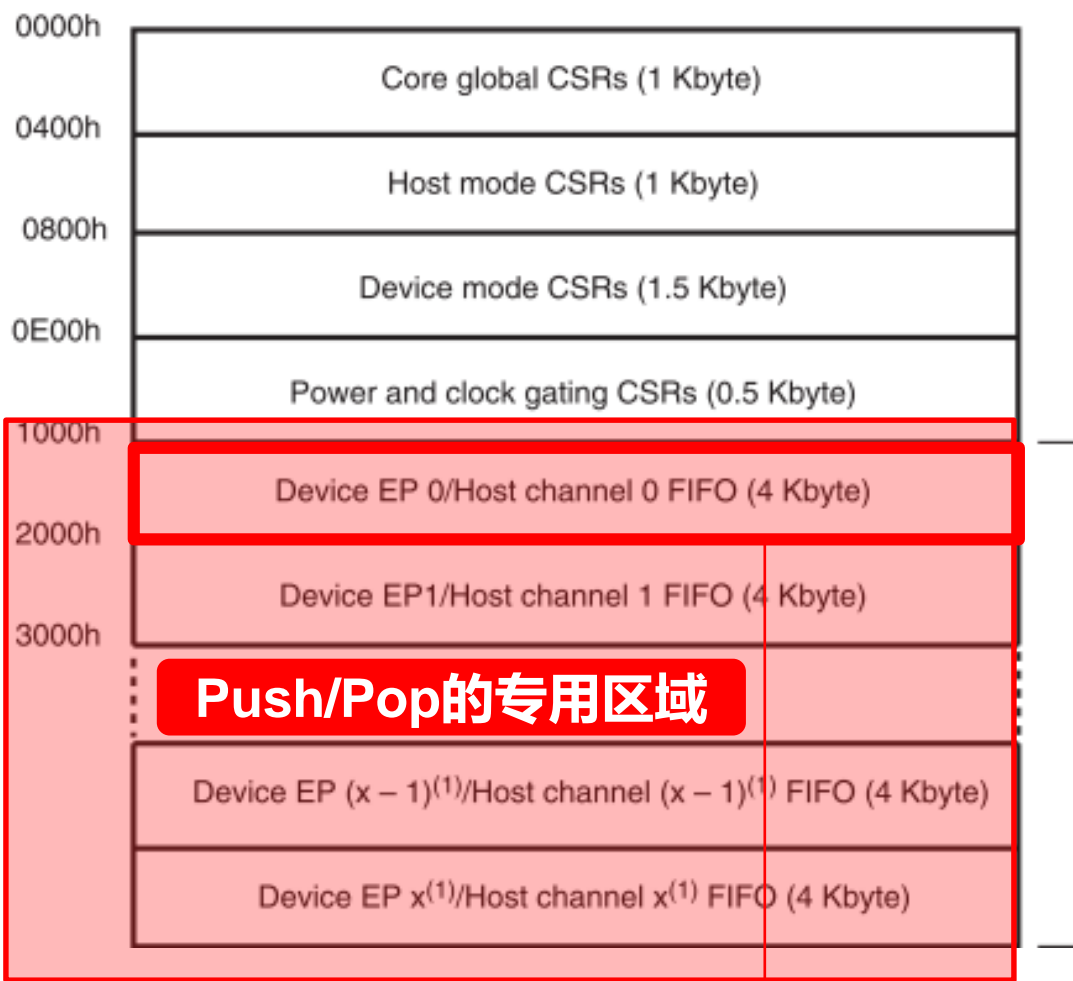 0000h
Core global CSRs (1 Kbyte)
0400h
Host mode CSRs (1 Kbyte)
0800h
Device mode CSRs (1.5 Kbyte)
0E00h
Power and clock gating CSRs (0.5 Kbyte)
1000h
Device EP 0/Host channel 0 FIFO (4 Kbyte)
2000h
Device EP1/Host channel 1 FIFO (4 Kbyte)
3000h
Push/Pop的专用区域
Device EP (x – 1)⁽¹⁾/Host channel (x – 1)⁽¹⁾ FIFO (4 Kbyte)
Device EP x⁽¹⁾/Host channel x⁽¹⁾ FIFO (4 Kbyte)